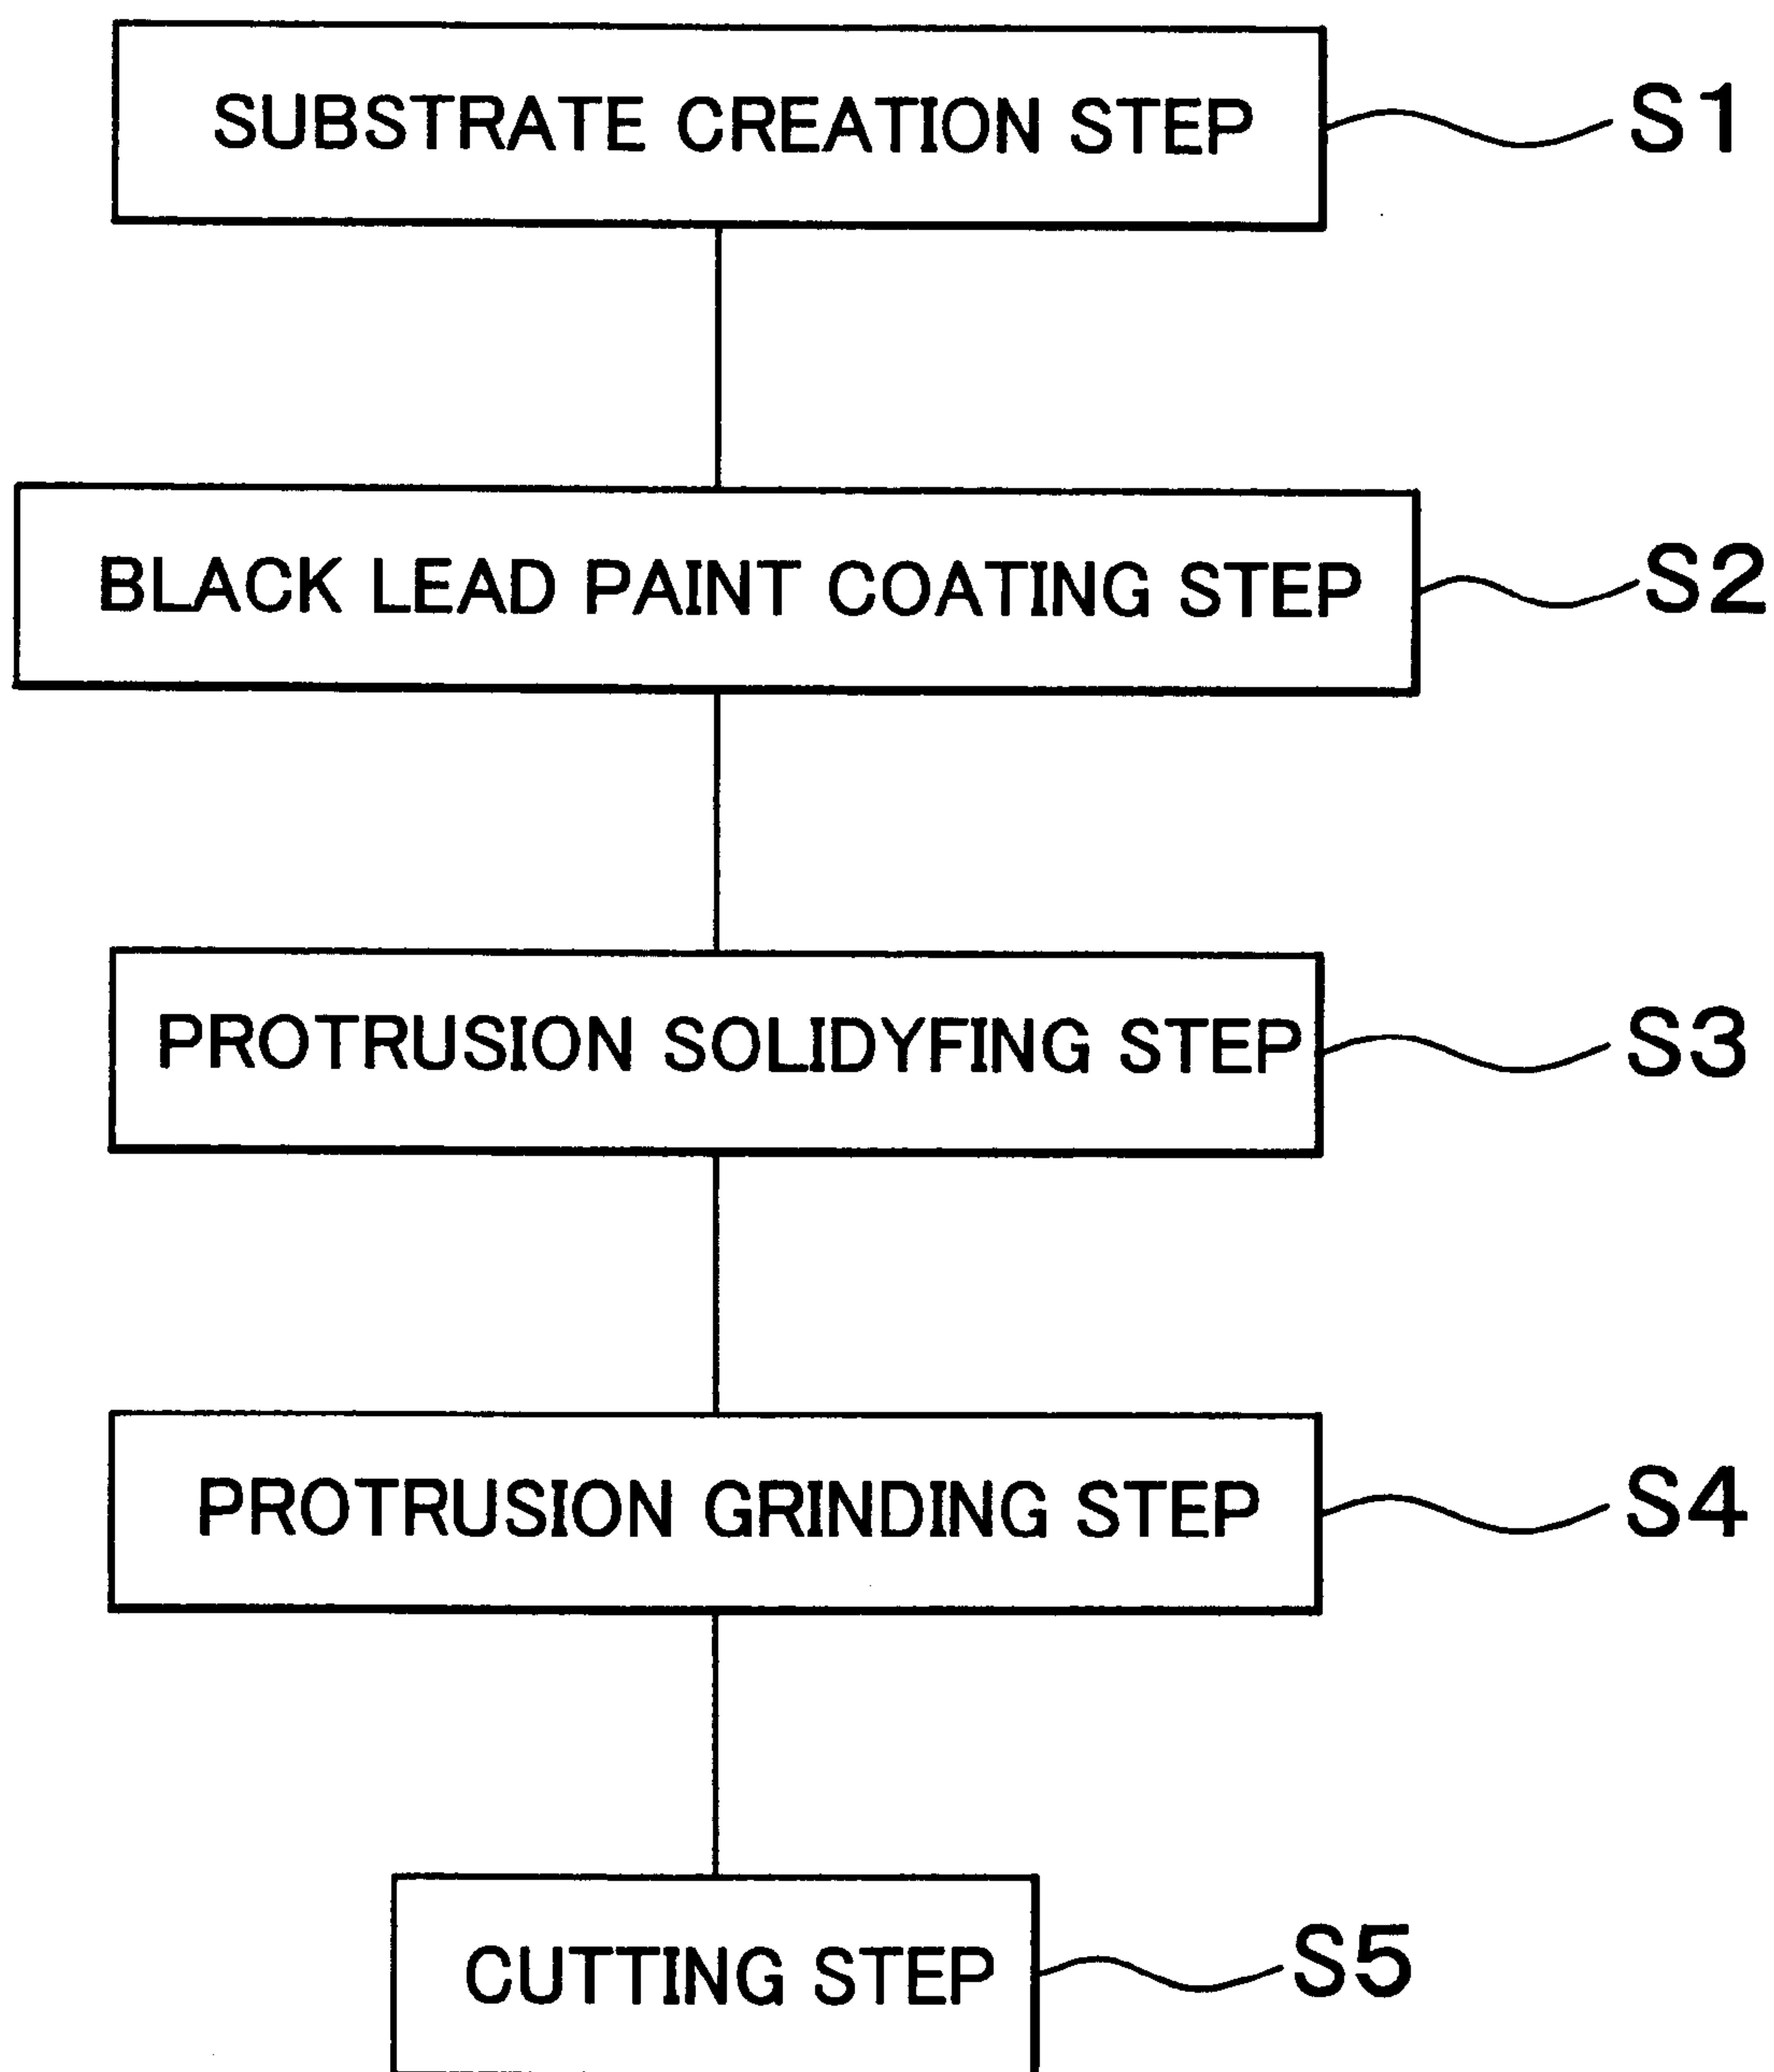 SUBSTRATE CREATION STEP S1
BLACK LEAD PAINT COATING STEP S2
PROTRUSION SOLIDYFING STEP S3
PROTRUSION GRINDING STEP S4
CUTTING STEP S5